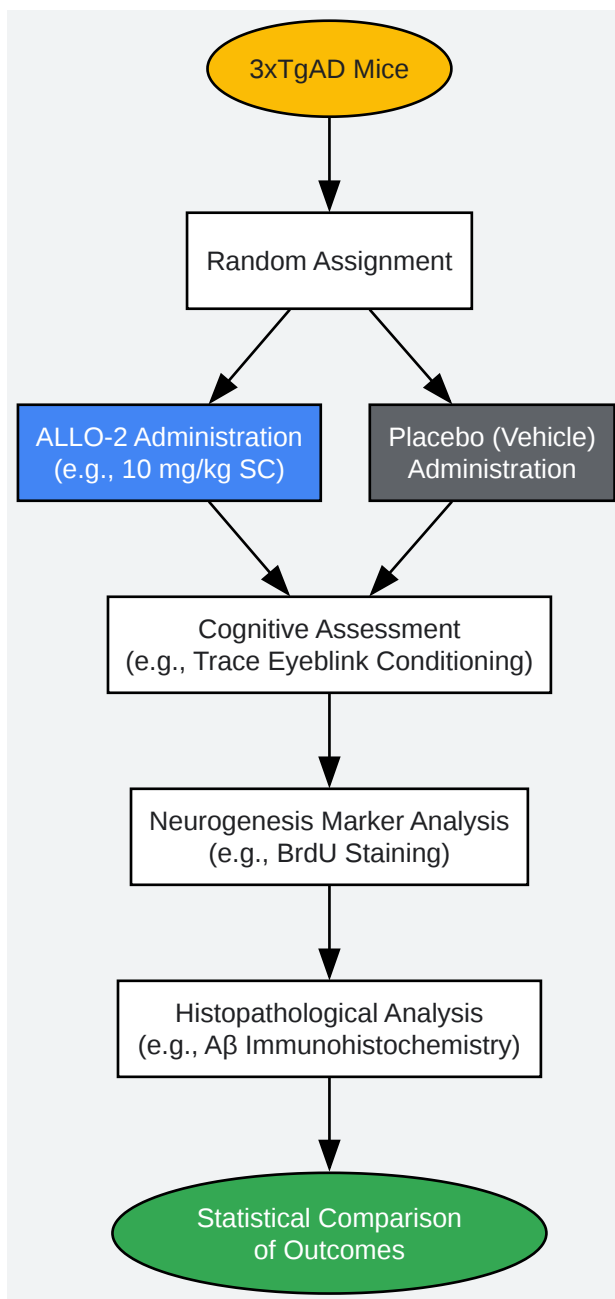 3xTgAD Mice
Random Assignment
ALLO-2 Administration
(e.g., 10 mg/kg SC)
Placebo (Vehicle)
Administration
Cognitive Assessment
(e.g., Trace Eyeblink Conditioning)
Neurogenesis Marker Analysis
(e.g., BrdU Staining)
Histopathological Analysis
(e.g., Aβ Immunohistochemistry)
Statistical Comparison
of Outcomes